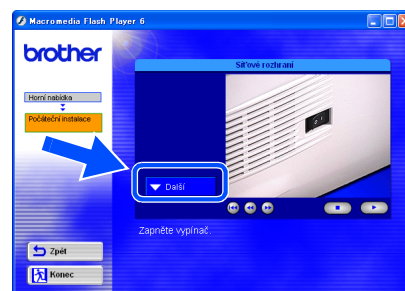 Macromedia Flash Player 6
brother
Síťové rozhraní
Horní nabídka
Počáteční instalace
Další
Zapněte vypínač.
Zpět
Konec